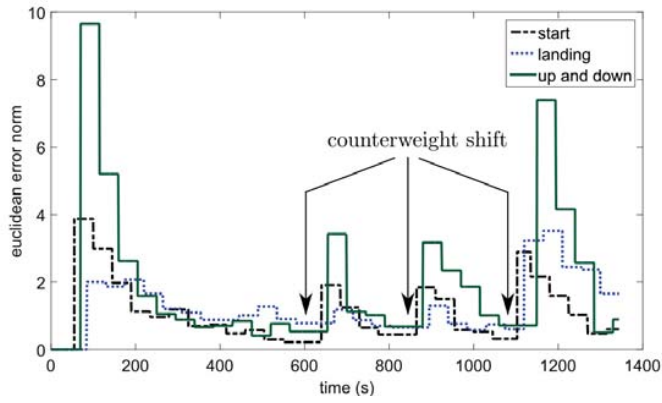 10
8
6
4
2
0
euclidean error norm
start
landing
up and down
counterweight shift
0 200 400 600 800 1000 1200 1400
time (s)